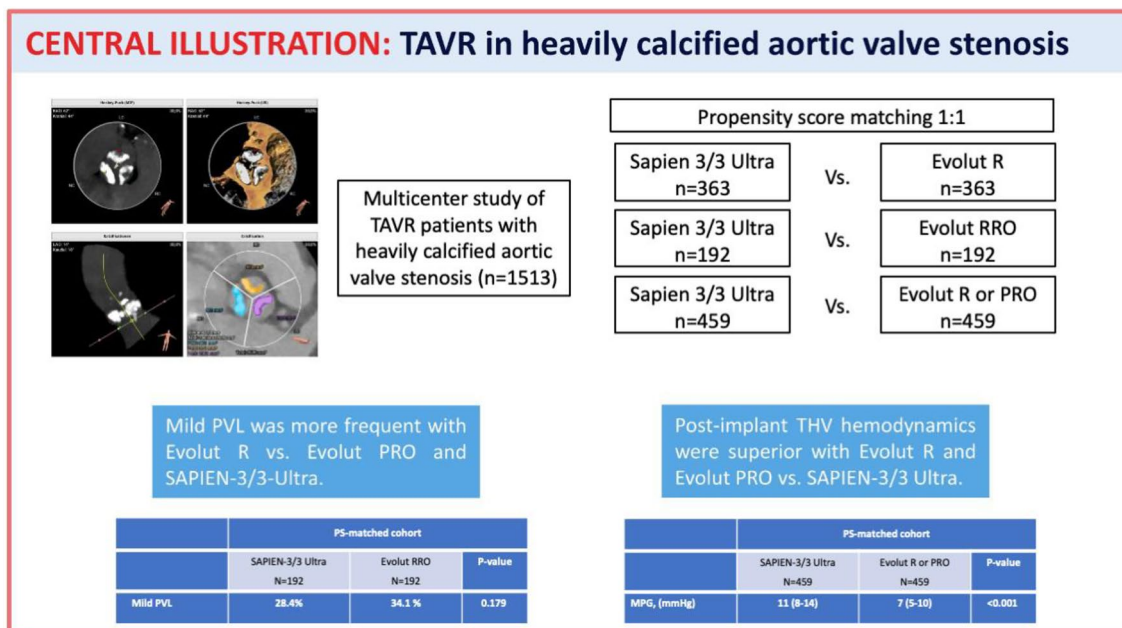 CENTRAL ILLUSTRATION: TAVR in heavily calcified aortic valve stenosis
Multicenter study of
TAVR patients with
heavily calcified aortic
valve stenosis (n=1513)
Propensity score matching 1:1
Sapien 3/3 Ultra
n=363
Vs.
Evolut R
n=363
Sapien 3/3 Ultra
n=192
Vs.
Evolut RRO
n=192
Sapien 3/3 Ultra
n=459
Vs.
Evolut R or PRO
n=459
Mild PVL was more frequent with
Evolut R vs. Evolut PRO and
SAPIEN-3/3-Ultra.
PS-matched cohort
SAPIEN-3/3 Ultra
N=192
Evolut RRO
N=192
P-value
Mild PVL 28.4% 34.1 % 0.179
Post-implant THV hemodynamics
were superior with Evolut R and
Evolut PRO vs. SAPIEN-3/3 Ultra.
PS-matched cohort
SAPIEN-3/3 Ultra
N=459
Evolut R or PRO
N=459
P-value
MPG, (mmHg) 11 (8-14) 7 (5-10) <0.001